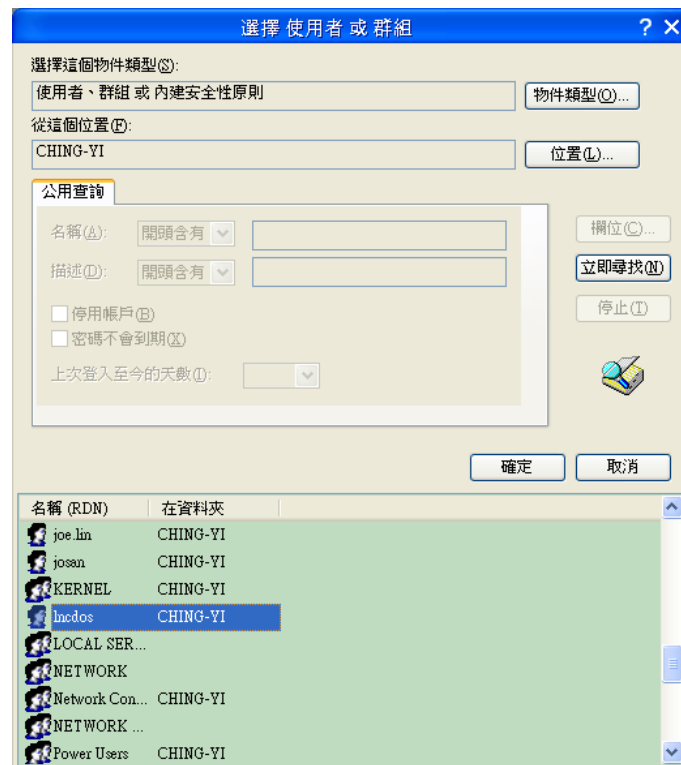 選擇 使用者 或 群組
選擇這個物件類型(S):
使用者、群組 或 內建安全性原則
物件類型(O)...
從這個位置(F):
CHING-YI
位置(L)...
公用查詢
名稱(A): 開頭含有
欄位(C)...
描述(D): 開頭含有
立即尋找(N)
停用帳戶(B)
停止(T)
密碼不會到期(X)
上次登入至今的天數(I):
確定 取消
名稱 (RDN) 在資料夾
joe.lin CHING-YI
josan CHING-YI
KERNEL CHING-YI
lncdos CHING-YI
LOCAL SER...
NETWORK
Network Con... CHING-YI
NETWORK ...
Power Users CHING-YI